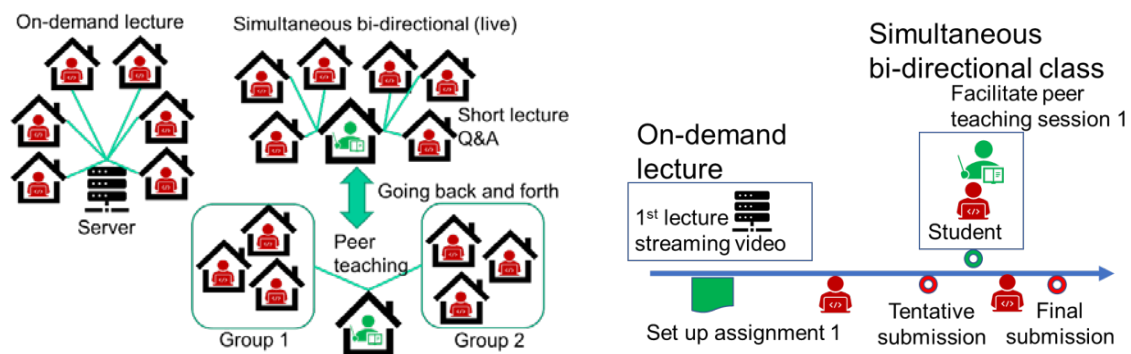 On-demand lecture
Server
Simultaneous bi-directional (live)
Short lecture
Q&A
Going back and forth
Peer
teaching
Group 1
Group 2
On-demand
lecture
1st lecture
streaming video
Simultaneous
bi-directional class
Facilitate peer
teaching session 1
Student
Set up assignment 1
Tentative
submission
Final
submission